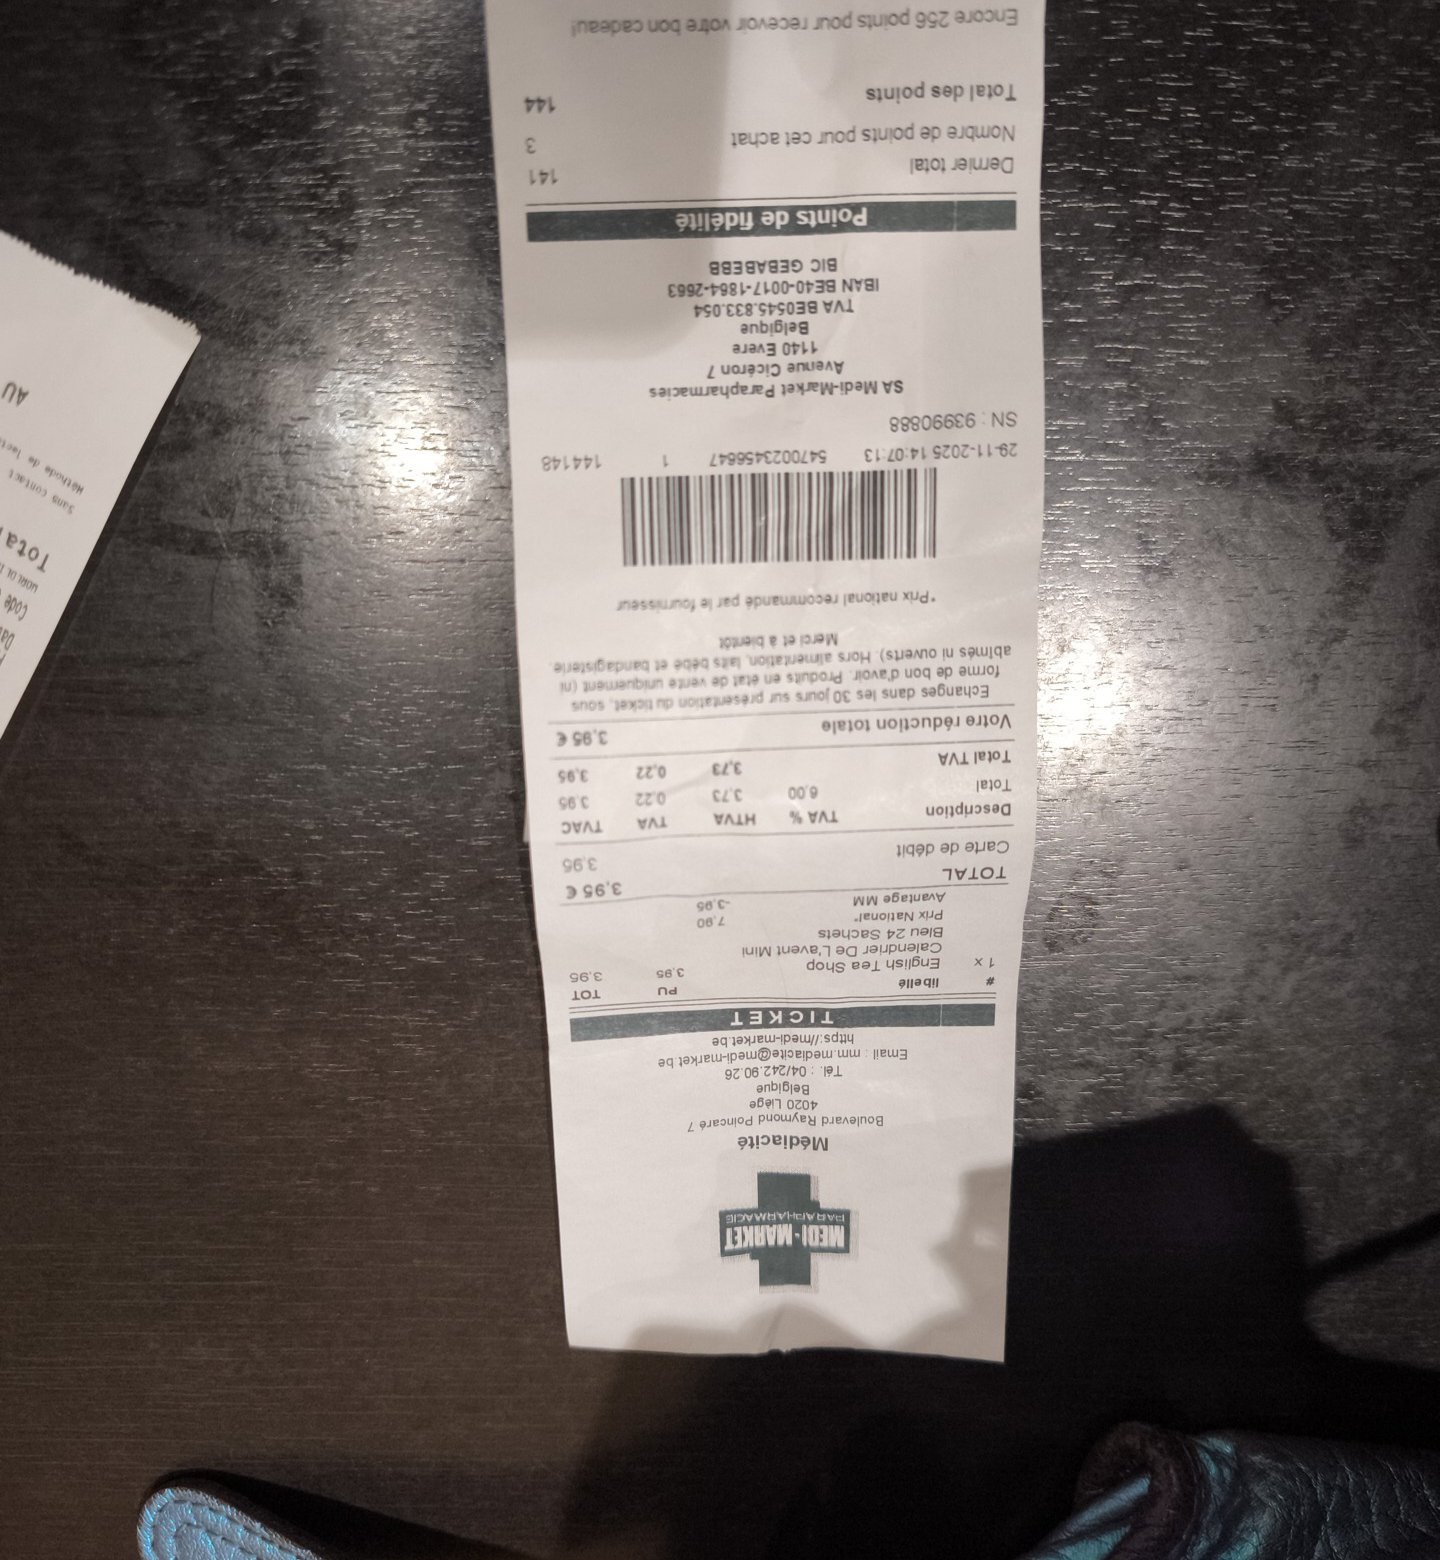 MEDI-MARKET
PARAPHARMACIE
Médiacité
Boulevard Raymond Poincaré 7
4020 Liège
Belgique
Tél. : 04/242.90.26
Email : mm.mediacite@medi-market.be
https://medi-market.be
TICKET
# libellé PU TOT
1 x English Tea Shop 3,95 3,95
Calendrier De L'avent Mini
Bleu 24 Sachets
Prix National* 7,90
Avantage MM -3,95
TOTAL 3,95 €
Carte de débit 3,95
Description TVA % HTVA TVA TVAC
Total 6,00 3,73 0,22 3,95
Total TVA 3,73 0,22 3,95
Votre réduction totale 3,95 €
Echanges dans les 30 jours sur présentation du ticket, sous
forme de bon d'avoir. Produits en état de vente uniquement (ni
abîmés ni ouverts). Hors alimentation, laits bébé et bandagisterie.
Merci et à bientôt
*Prix national recommandé par le fournisseur
29-11-2025 14:07:13 5470023456647 1 144148
SN : 93990888
SA Medi-Market Parapharmacies
Avenue Cicéron 7
1140 Evere
Belgique
TVA BE0545.833.054
IBAN BE40-0017-1864-2663
BIC GEBABEBB
Points de fidélité
Dernier total 141
Nombre de points pour cet achat 3
Total des points 144
Encore 256 points pour recevoir votre bon cadeau!
Code
Total
Sans contact
Méthode de
AU